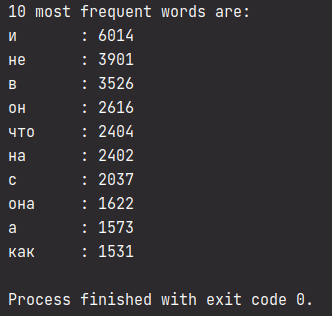 10 most frequent words are:
и : 6014
не : 3901
в : 3526
он : 2616
что : 2404
на : 2402
с : 2037
она : 1622
а : 1573
как : 1531
Process finished with exit code 0.